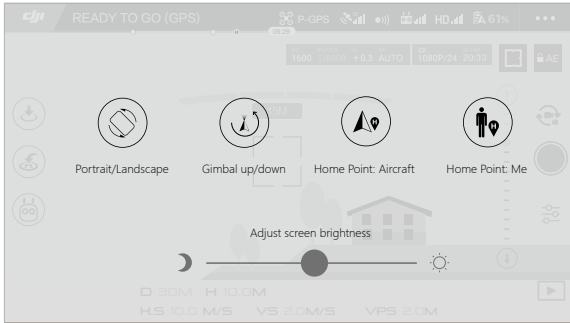 dji READY TO GO (GPS) P-GPS HD 61%
09:29
1600 +0.3 AUTO 1080P/24 20:33 AE
Portrait/Landscape Gimbal up/down Home Point: Aircraft Home Point: Me
Adjust screen brightness
D 30M H 10.0M
H.S 10.0 M/S VS 2.0M/S VPS 2.0M